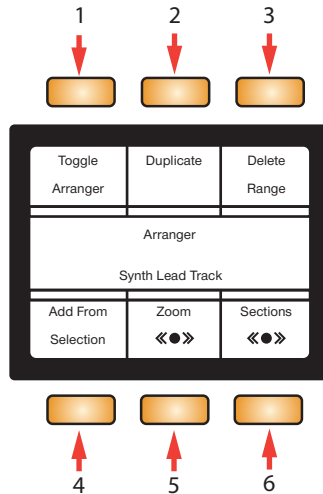 1 2 3
Toggle Duplicate Delete
Arranger Range
Arranger
Synth Lead Track
Add From Zoom Sections
Selection «●» «●»
4 5 6